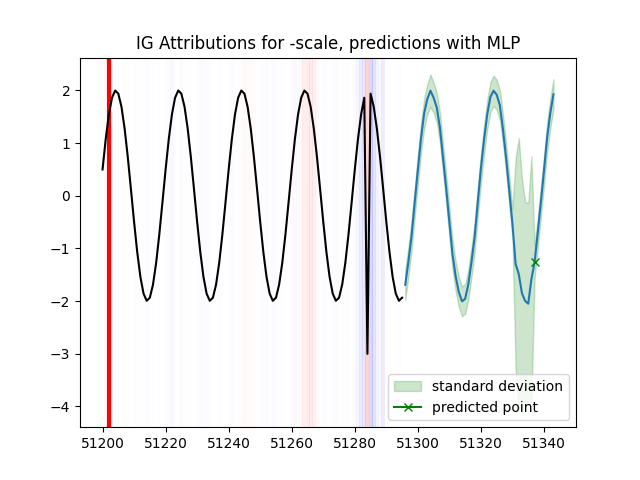 IG Attributions for -scale, predictions with MLP
2
1
0
−1
−2
−3
−4
standard deviation
predicted point
51200 51220 51240 51260 51280 51300 51320 51340